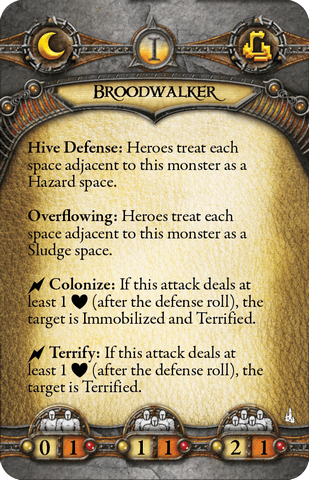 I
BROODWALKER
Hive Defense: Heroes treat each
space adjacent to this monster as a
Hazard space.
Overflowing: Heroes treat each
space adjacent to this monster as a
Sludge space.
Colonize: If this attack deals at
least 1 ♥ (after the defense roll), the
target is Immobilized and Terrified.
Terrify: If this attack deals at
least 1 ♥ (after the defense roll), the
target is Terrified.
0 1 1 1 2 1